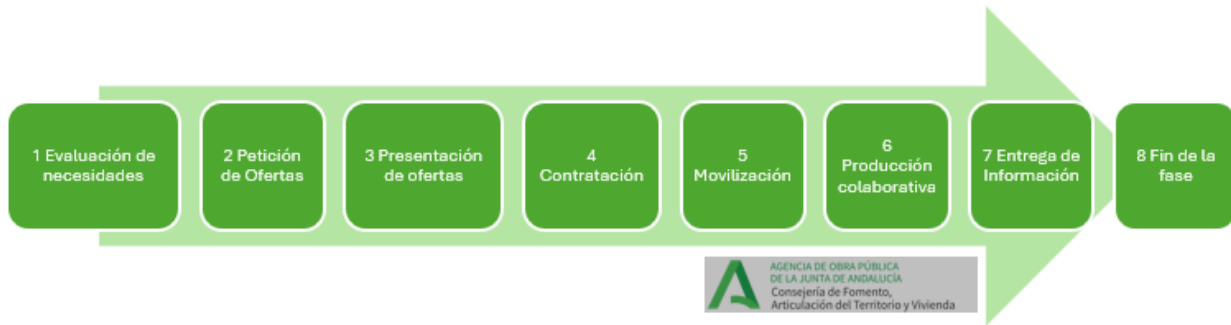 1 Evaluación de
necesidades
2 Petición
de Ofertas
3 Presentación
de ofertas
4
Contratación
5
Movilización
6
Producción
colaborativa
7 Entrega de
Información
8 Fin de la
fase
AGENCIA DE OBRA PÚBLICA
DE LA JUNTA DE ANDALUCÍA
Consejería de Fomento,
Articulación del Territorio y Vivienda